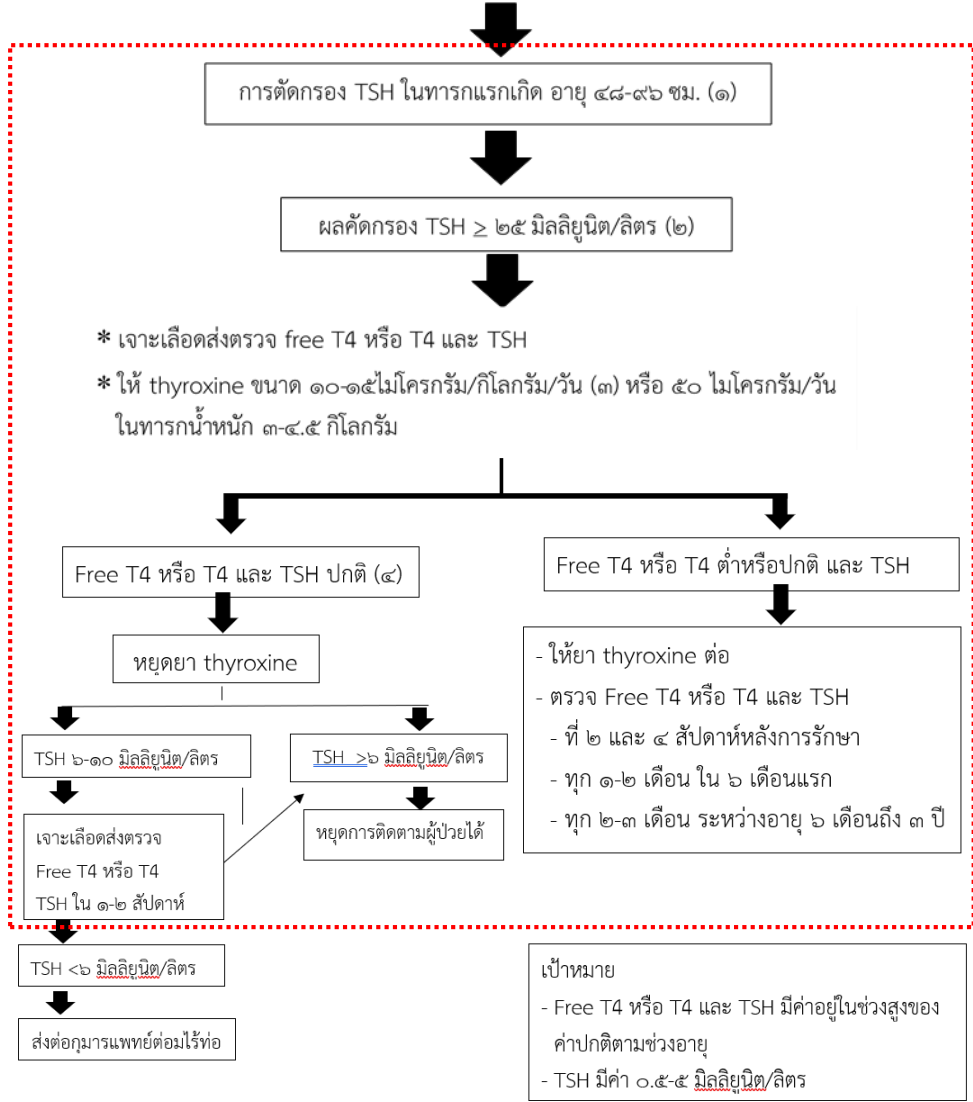 การตัดกรอง TSH ในทารกแรกเกิด อายุ ๔๘-๙๖ ชม. (๑)
ผลคัดกรอง TSH ≥ ๒๕ มิลลิยูนิต/ลิตร (๒)
* เจาะเลือดส่งตรวจ free T4 หรือ T4 และ TSH
* ให้ thyroxine ขนาด ๑๐-๑๕ไมโครกรัม/กิโลกรัม/วัน (๓) หรือ ๕๐ ไมโครกรัม/วัน
ในทารกน้ำหนัก ๓-๔.๕ กิโลกรัม
Free T4 หรือ T4 และ TSH ปกติ (๔)
หยุดยา thyroxine
TSH ๖-๑๐ มิลลิยูนิต/ลิตร
เจาะเลือดส่งตรวจ
Free T4 หรือ T4
TSH ใน ๑-๒ สัปดาห์
TSH <๖ มิลลิยูนิต/ลิตร
ส่งต่อกุมารแพทย์ต่อมไร้ท่อ
TSH >๖ มิลลิยูนิต/ลิตร
หยุดการติดตามผู้ป่วยได้
Free T4 หรือ T4 ต่ำหรือปกติ และ TSH
- ให้ยา thyroxine ต่อ
- ตรวจ Free T4 หรือ T4 และ TSH
- ที่ ๒ และ ๔ สัปดาห์หลังการรักษา
- ทุก ๑-๒ เดือน ใน ๖ เดือนแรก
- ทุก ๒-๓ เดือน ระหว่างอายุ ๖ เดือนถึง ๓ ปี
เป้าหมาย
- Free T4 หรือ T4 และ TSH มีค่าอยู่ในช่วงสูงของ
ค่าปกติตามช่วงอายุ
- TSH มีค่า ๐.๕-๕ มิลลิยูนิต/ลิตร